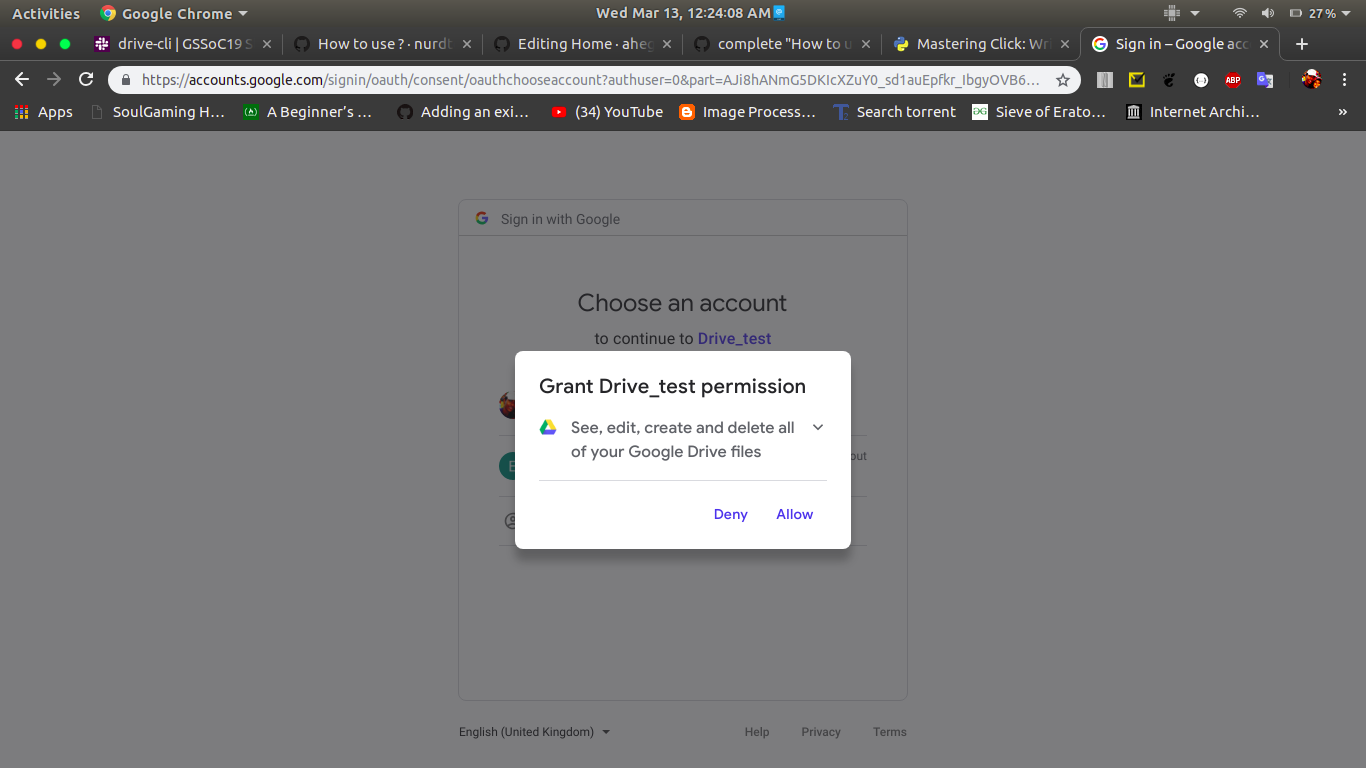 Activities Google Chrome Wed Mar 13, 12:24:08 AM 27%
drive-cli | GSSoC19 S How to use ? · nurdt Editing Home · aheg complete "How to u Mastering Click: Wri Sign in – Google acc
https://accounts.google.com/signin/oauth/consent/oauthchooseaccount?authuser=0&part=AJi8hANmG5DKIcXZuY0_sd1auEpfkr_IbgyOVB6... ABP
Apps SoulGaming H... A Beginner's ... Adding an exi... (34) YouTube Image Process... Search torrent Sieve of Erato... Internet Archi... »
Sign in with Google
Choose an account
to continue to Drive_test
Grant Drive_test permission
See, edit, create and delete all
of your Google Drive files
out
Deny Allow
English (United Kingdom) Help Privacy Terms